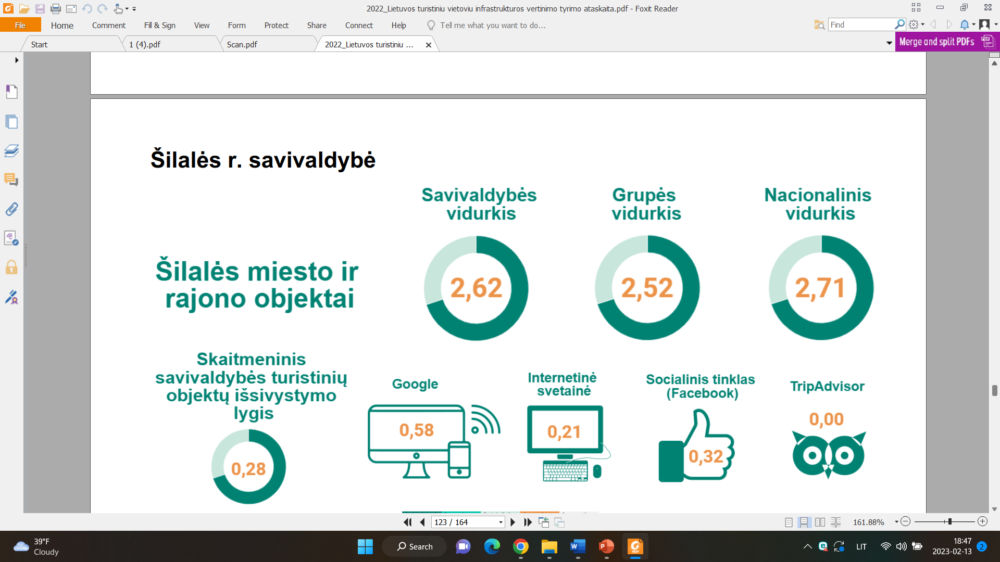 2022_Lietuvos turistiniu vietoviu infrastrukturos vertinimo tyrimo ataskaita.pdf - Foxit Reader
File Home Comment Fill & Sign View Form Protect Share Connect Help Tell me what you want to do... Find
Start 1 (4).pdf Scan.pdf 2022_Lietuvos turistiniu ... Merge and split PDFs
Šilalės r. savivaldybė
Savivaldybės
vidurkis
Grupės
vidurkis
Nacionalinis
vidurkis
Šilalės miesto ir
rajono objektai
2,62
2,52
2,71
Skaitmeninis
savivaldybės turistinių
objektų išsivystymo
lygis
0,28
Google
0,58
Internetinė
svetainė
0,21
Socialinis tinklas
(Facebook)
0,32
TripAdvisor
0,00
123 / 164
161.88%
39°F
Cloudy
Search
LIT
18:47
2023-02-13
2